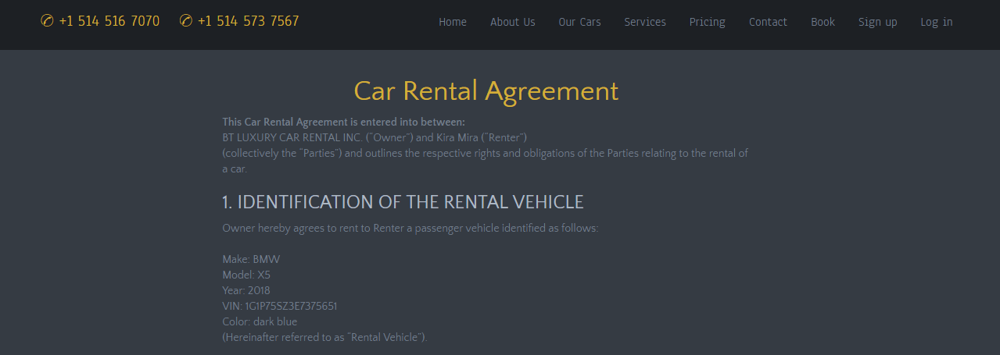 ✆ +1 514 516 7070 ✆ +1 514 573 7567 Home About Us Our Cars Services Pricing Contact Book Sign up Log in
Car Rental Agreement
This Car Rental Agreement is entered into between:
BT LUXURY CAR RENTAL INC. (“Owner”) and Kira Mira (“Renter”)
(collectively the “Parties”) and outlines the respective rights and obligations of the Parties relating to the rental of
a car.
1. IDENTIFICATION OF THE RENTAL VEHICLE
Owner hereby agrees to rent to Renter a passenger vehicle identified as follows:
Make: BMW
Model: X5
Year: 2018
VIN: 1G1P75SZ3E7375651
Color: dark blue
(Hereinafter referred to as “Rental Vehicle”).